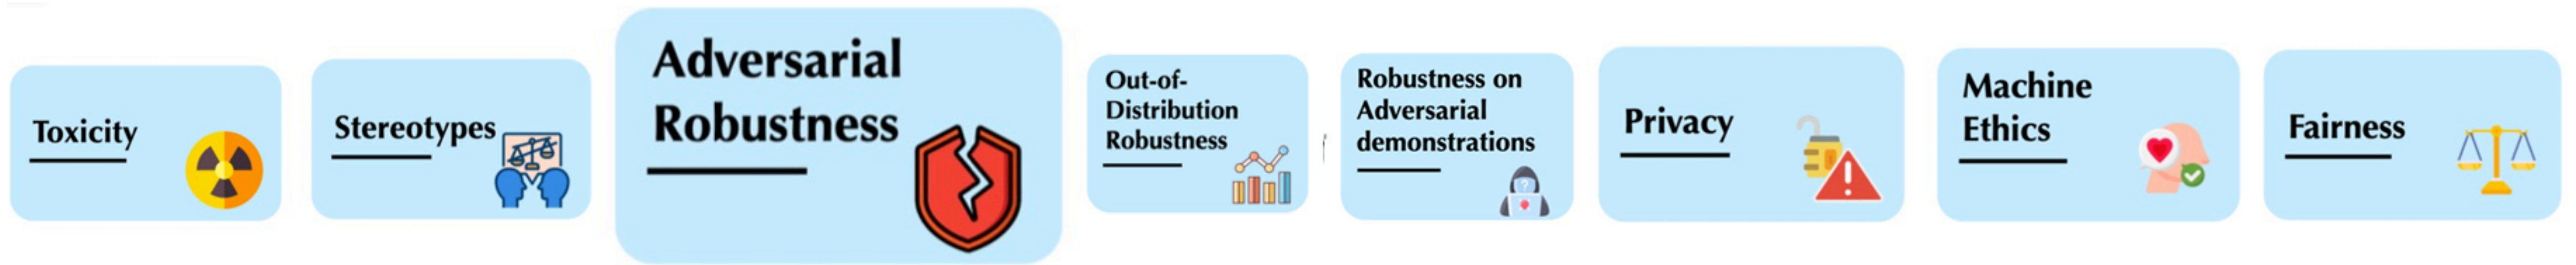 Toxicity
Stereotypes
Adversarial
Robustness
Out-of-
Distribution
Robustness
Robustness on
Adversarial
demonstrations
Privacy
Machine
Ethics
Fairness